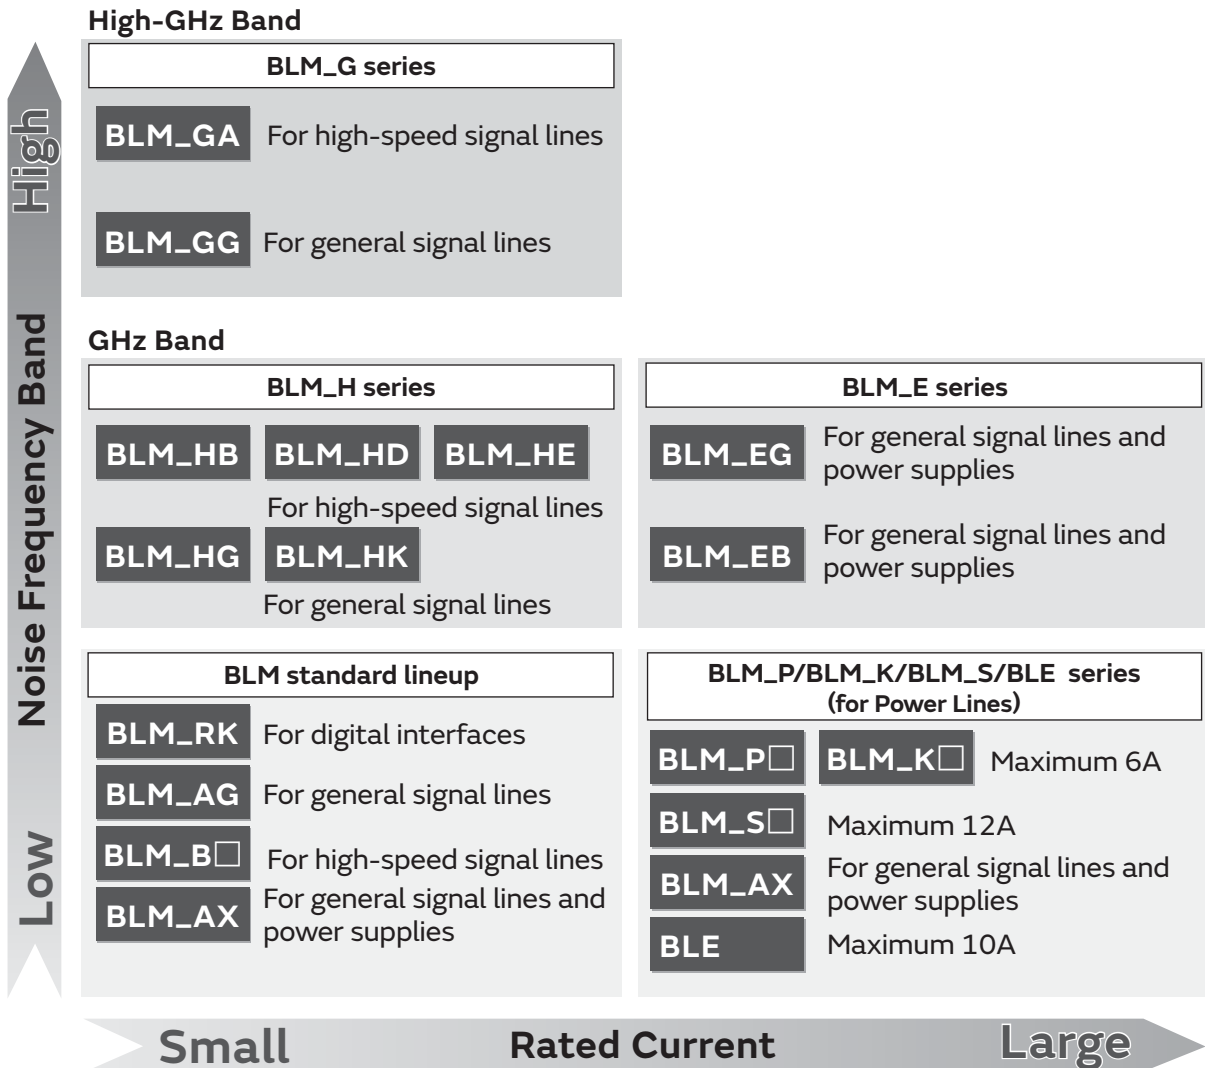 High-GHz Band
BLM_G series
BLM_GA For high-speed signal lines
BLM_GG For general signal lines
GHz Band
BLM_H series
BLM_HB BLM_HD BLM_HE
For high-speed signal lines
BLM_HG BLM_HK
For general signal lines
BLM_E series
BLM_EG For general signal lines and
power supplies
BLM_EB For general signal lines and
power supplies
BLM standard lineup
BLM_RK For digital interfaces
BLM_AG For general signal lines
BLM_B□ For high-speed signal lines
BLM_AX For general signal lines and
power supplies
BLM_P/BLM_K/BLM_S/BLE series
(for Power Lines)
BLM_P□ BLM_K□ Maximum 6A
BLM_S□ Maximum 12A
BLM_AX For general signal lines and
power supplies
BLE Maximum 10A
High
Noise Frequency Band
Low
Small Rated Current Large